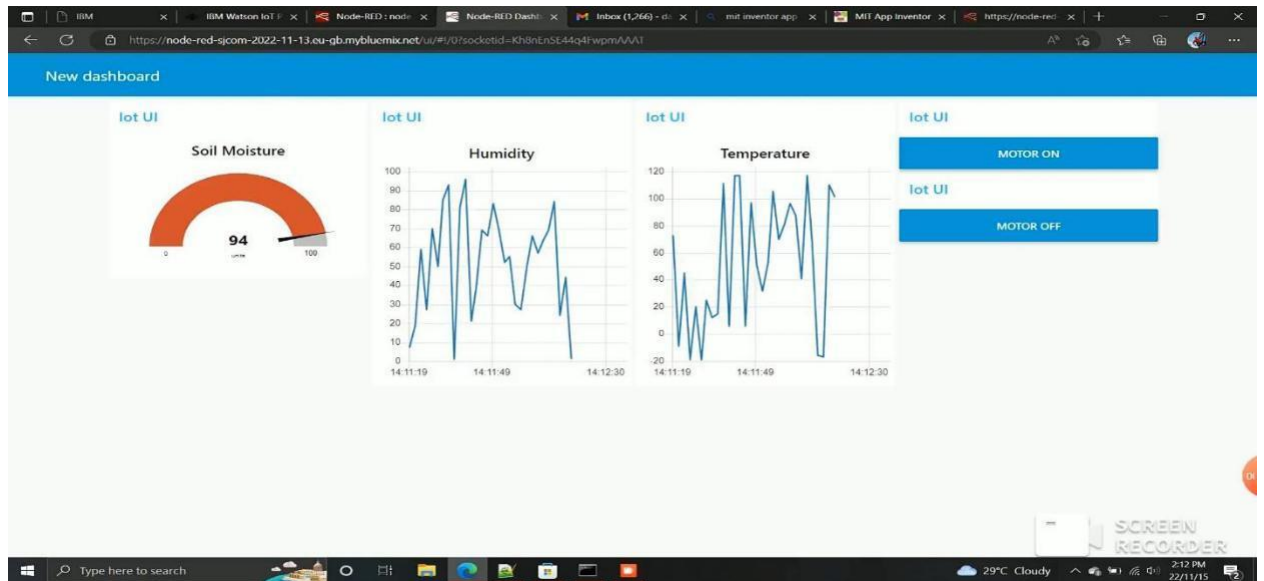 IBM
IBM Watson IoT P
Node-RED : node
Node-RED Dashb
Inbox (1,266) - d
mit inventor app
MIT App Inventor
https://node-red-
https://node-red-sjcom-2022-11-13.eu-gb.mybluemix.net/ui/#!/0?socketid=Kh8nEnSE44q4FwpmAAAT
New dashboard
Iot UI
Soil Moisture
94
units
0
100
Iot UI
Humidity
100
90
80
70
60
50
40
30
20
10
0
14:11:19 14:11:49 14:12:30
Iot UI
Temperature
120
100
80
60
40
20
0
-20
14:11:19 14:11:49 14:12:30
Iot UI
MOTOR ON
Iot UI
MOTOR OFF
SCREEN
RECORDER
Type here to search
29°C Cloudy
2:12 PM
22/11/15
2